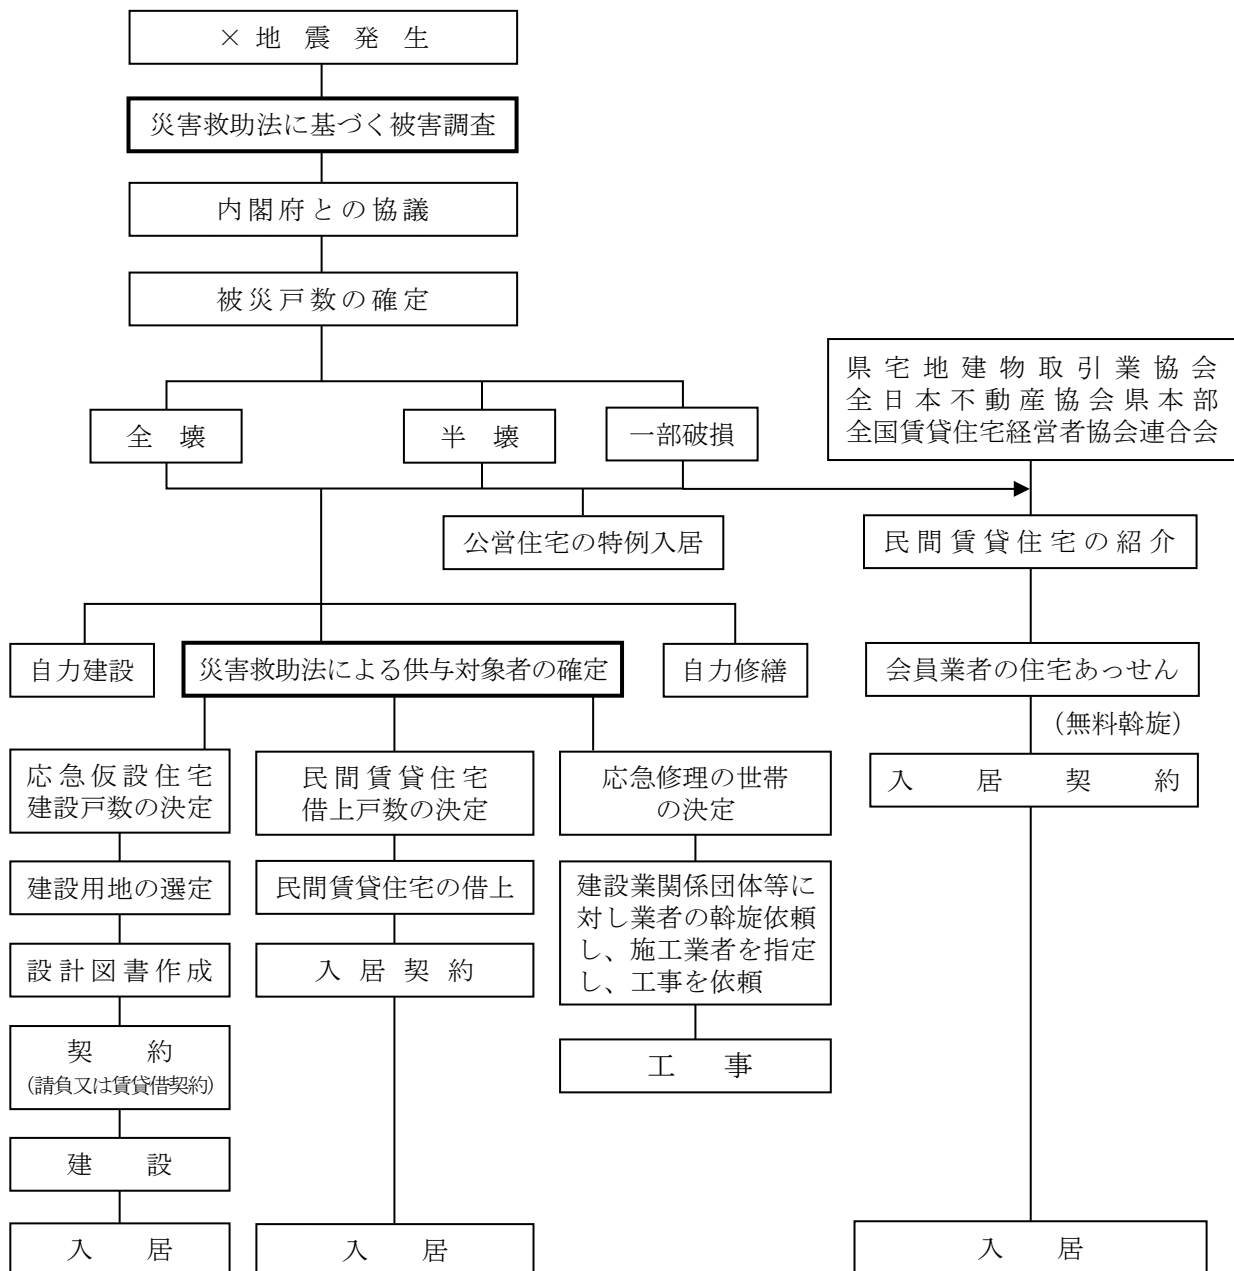 ×地震発生
災害救助法に基づく被害調査
内閣府との協議
被災戸数の確定
県宅地建物取引業協会
全日本不動産協会県本部
全国賃貸住宅経営者協会連合会
全壊
半壊
一部破損
公営住宅の特例入居
民間賃貸住宅の紹介
自力建設
災害救助法による供与対象者の確定
自力修繕
会員業者の住宅あっせん
（無料斡旋）
応急仮設住宅
建設戸数の決定
民間賃貸住宅
借上戸数の決定
応急修理の世帯
の決定
入居契約
建設用地の選定
民間賃貸住宅の借上
建設業関係団体等に
対し業者の斡旋依頼
し、施工業者を指定
し、工事を依頼
設計図書作成
入居契約
契約
（請負又は賃貸借契約）
工事
建設
入居
入居
入居